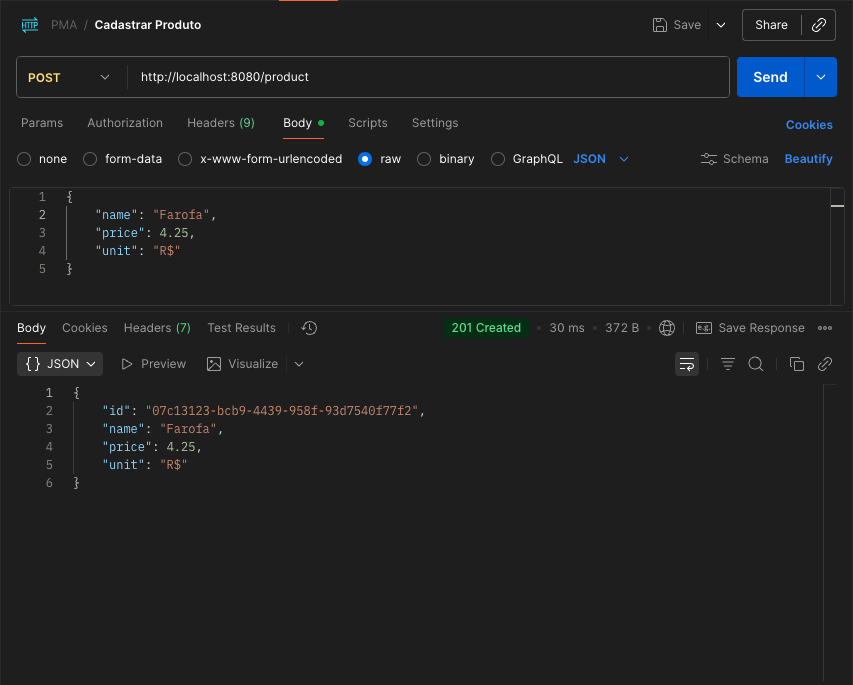 HTTP PMA / Cadastrar Produto Save Share
POST http://localhost:8080/product Send
Params Authorization Headers (9) Body Scripts Settings Cookies
none form-data x-www-form-urlencoded raw binary GraphQL JSON Schema Beautify
1 {
2 "name": "Farofa",
3 "price": 4.25,
4 "unit": "R$"
5 }
Body Cookies Headers (7) Test Results 201 Created 30 ms 372 B e.g. Save Response
{} JSON Preview Visualize
1 {
2 "id": "07c13123-bcb9-4439-958f-93d7540f77f2",
3 "name": "Farofa",
4 "price": 4.25,
5 "unit": "R$"
6 }